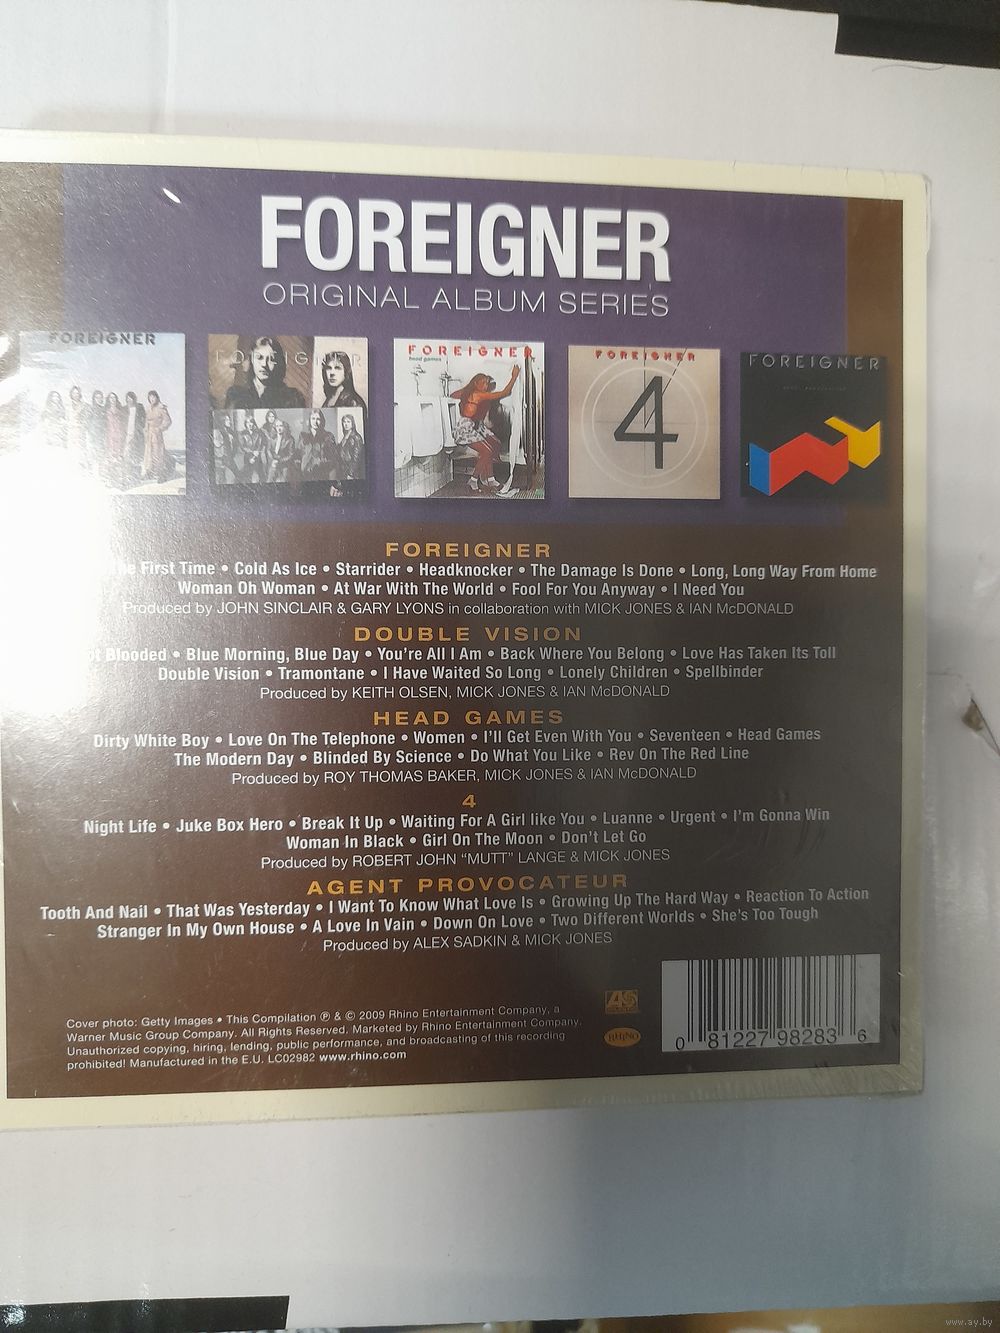 FOREIGNER
ORIGINAL ALBUM SERIES
FOREIGNER
FOREIGNER
FOREIGNER
head games
FOREIGNER
4
FOREIGNER
FOREIGNER
The First Time • Cold As Ice • Starrider • Headknocker • The Damage Is Done • Long, Long Way From Home
Woman Oh Woman • At War With The World • Fool For You Anyway • I Need You
Produced by JOHN SINCLAIR & GARY LYONS in collaboration with MICK JONES & IAN McDONALD
DOUBLE VISION
Blooded • Blue Morning, Blue Day • You're All I Am • Back Where You Belong • Love Has Taken Its Toll
Double Vision • Tramontane • I Have Waited So Long • Lonely Children • Spellbinder
Produced by KEITH OLSEN, MICK JONES & IAN McDONALD
HEAD GAMES
Dirty White Boy • Love On The Telephone • Women • I'll Get Even With You • Seventeen • Head Games
The Modern Day • Blinded By Science • Do What You Like • Rev On The Red Line
Produced by ROY THOMAS BAKER, MICK JONES & IAN McDONALD
4
Night Life • Juke Box Hero • Break It Up • Waiting For A Girl like You • Luanne • Urgent • I'm Gonna Win
Woman In Black • Girl On The Moon • Don't Let Go
Produced by ROBERT JOHN "MUTT" LANGE & MICK JONES
AGENT PROVOCATEUR
Tooth And Nail • That Was Yesterday • I Want To Know What Love Is • Growing Up The Hard Way • Reaction To Action
Stranger In My Own House • A Love In Vain • Down On Love • Two Different Worlds • She's Too Tough
Produced by ALEX SADKIN & MICK JONES
Cover photo: Getty Images • This Compilation ℗ & © 2009 Rhino Entertainment Company, a
Warner Music Group Company. All Rights Reserved. Marketed by Rhino Entertainment Company.
Unauthorized copying, hiring, lending, public performance, and broadcasting of this recording
prohibited! Manufactured in the E.U. LC02982 www.rhino.com
RHINO
0 81227 98283 6
www.ay.by